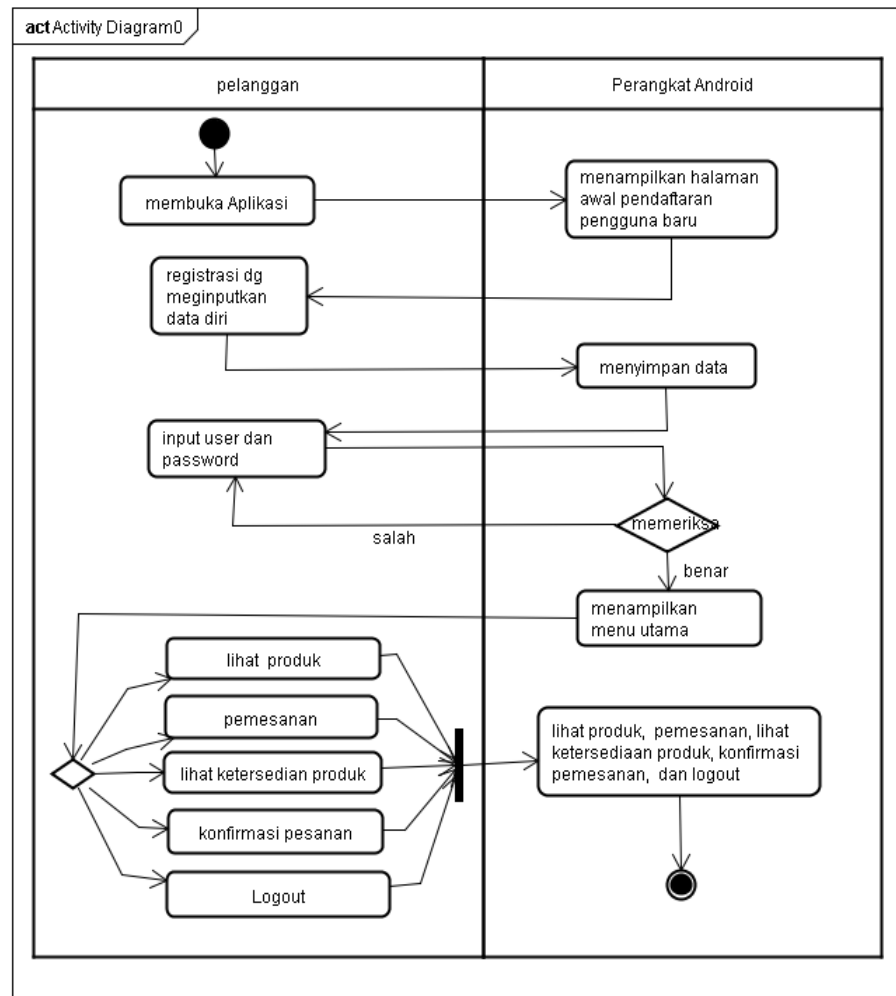 act Activity Diagram0
pelanggan
Perangkat Android
membuka Aplikasi
menampilkan halaman
awal pendaftaran
pengguna baru
registrasi dg
meginputkan
data diri
menyimpan data
input user dan
password
memeriksa
salah
benar
menampilkan
menu utama
lihat produk
pemesanan
lihat ketersedian produk
konfirmasi pesanan
Logout
lihat produk, pemesanan, lihat
ketersediaan produk, konfirmasi
pemesanan, dan logout